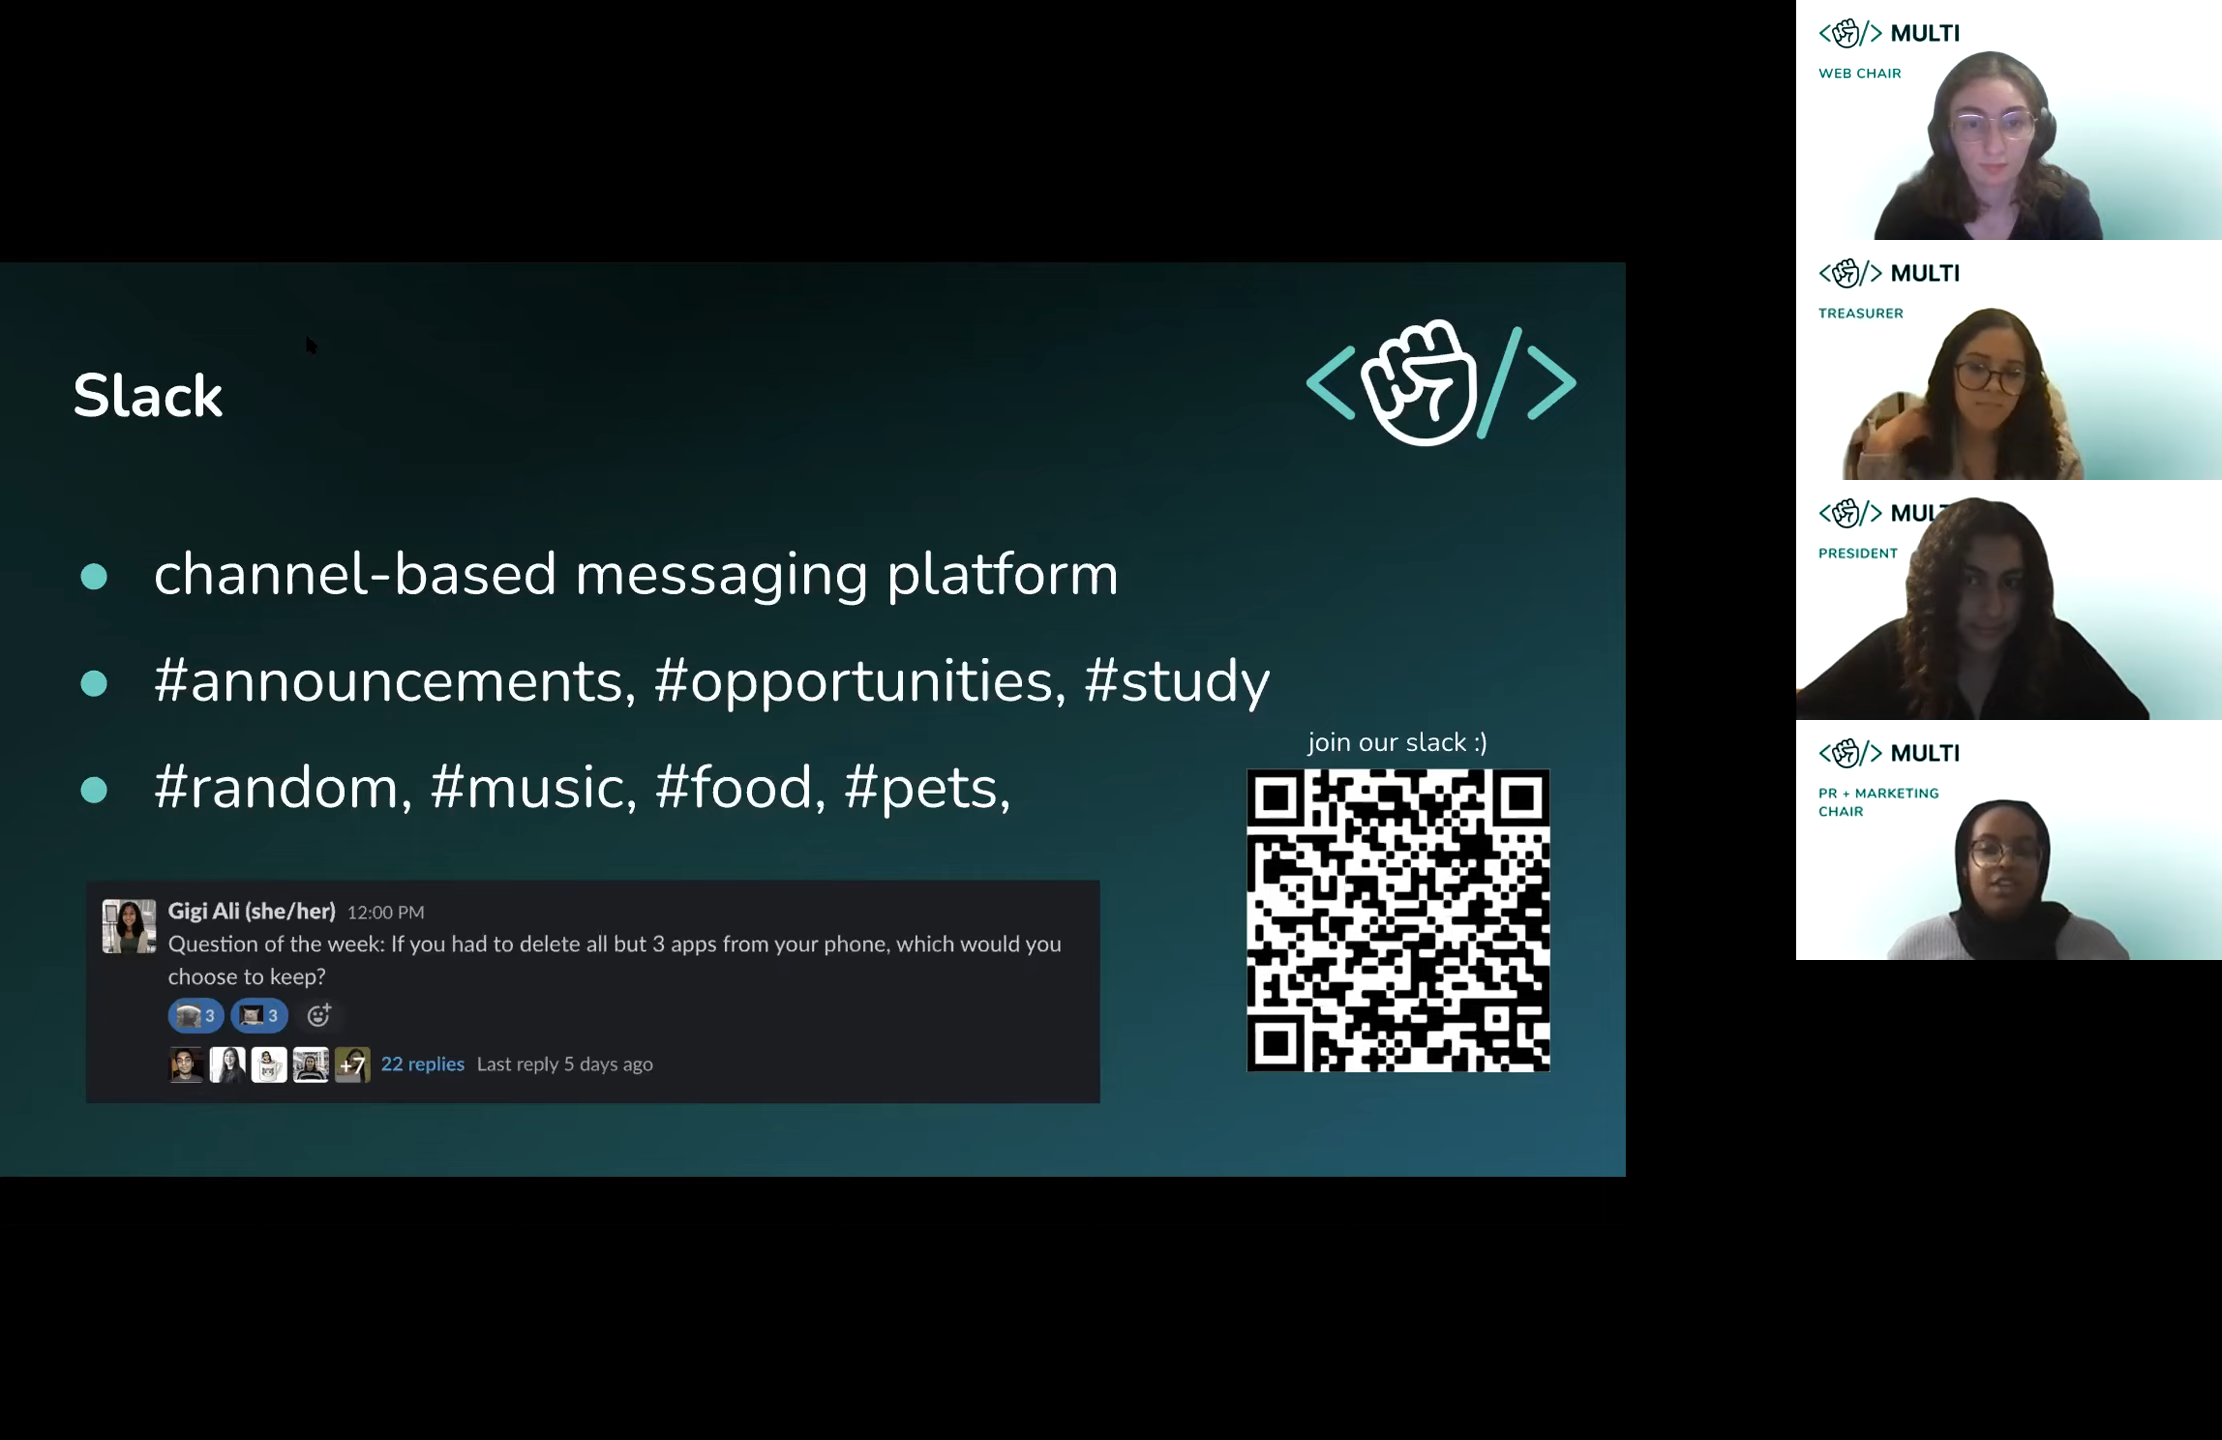 Slack
channel-based messaging platform
#announcements, #opportunities, #study
#random, #music, #food, #pets,
join our slack :)
Gigi Ali (she/her) 12:00 PM
Question of the week: If you had to delete all but 3 apps from your phone, which would you
choose to keep?
3 3
+7 22 replies Last reply 5 days ago
</> MULTI
WEB CHAIR
</> MULTI
TREASURER
</> MUL
PRESIDENT
</> MULTI
PR + MARKETING
CHAIR